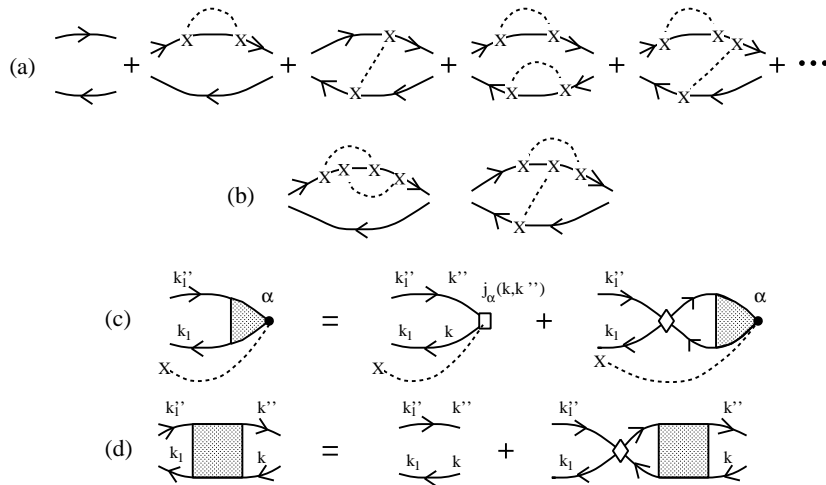 (a) + + + + + •••
X X X X X X X X X X X
(b)
X X X X X X X X
(c) k₁’’ k₁ X α = k₁’’ k’’ k₁ k X jα(k,k’’) + k₁’’ k₁ X α
(d) k₁’’ k’’ k₁ k = k₁’’ k’’ k₁ k + k₁’’ k’’ k₁ k